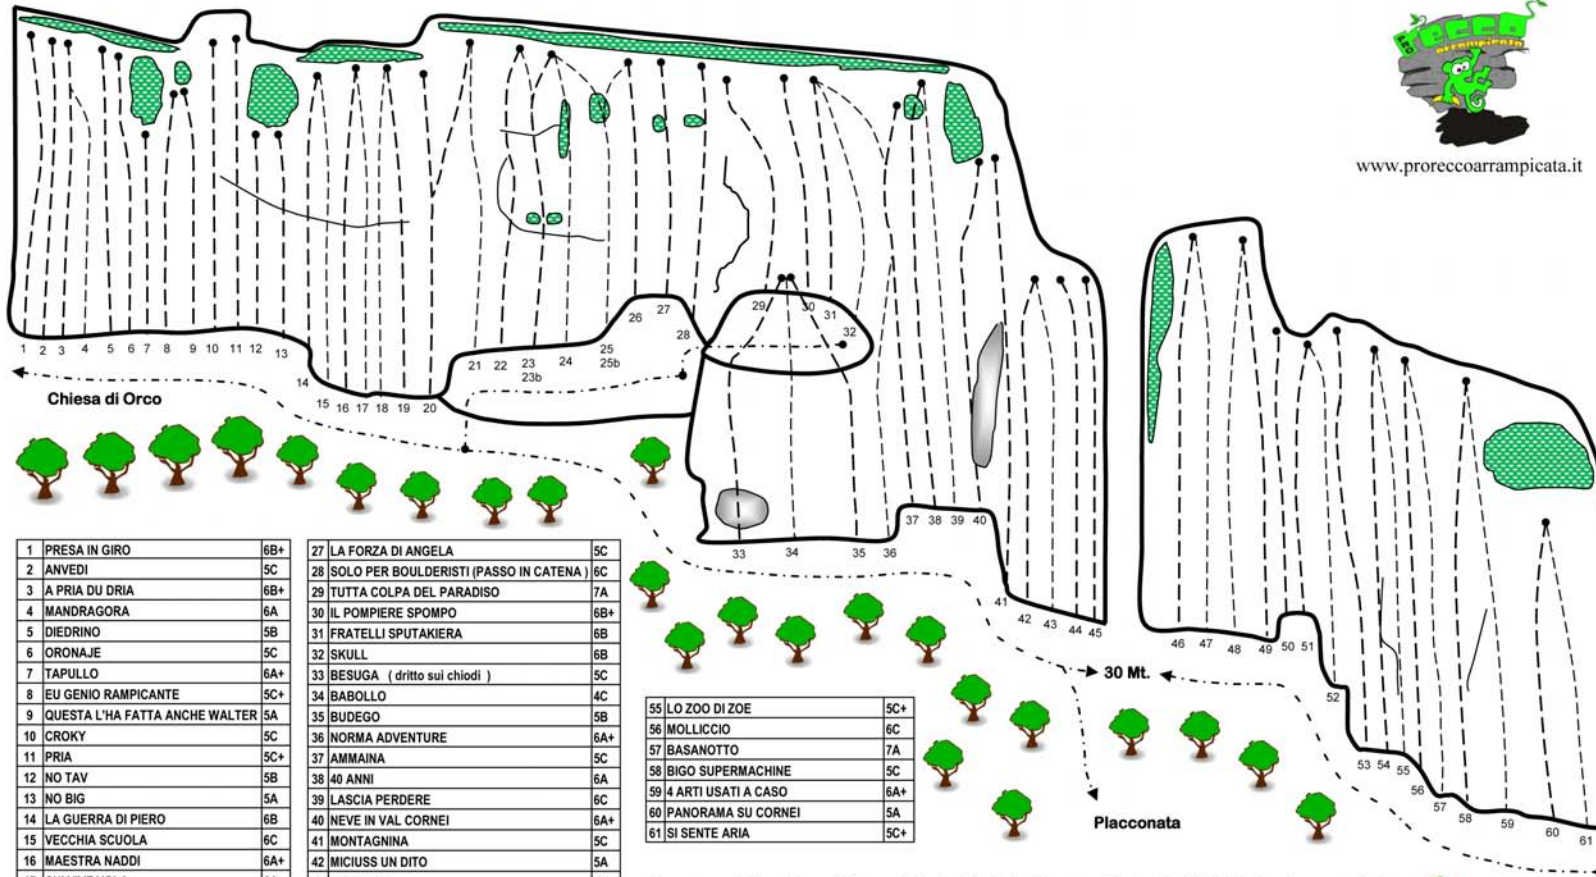 recco
arrampicata
www.proreccoarrampicata.it
29 30 31
26 27
28 32
1 2 3 4 5 6 7 8 9 10 11 12 13
21 22 23 24 25
23b 25b
14 15 16 17 18 19 20
Chiesa di Orco
33 34 35 36 37 38 39 40
41 42 43 44 45
46 47 48 49 50 51
52
53 54 55
56
57 58 59 60 61
30 Mt.
Placconata
1 PRESA IN GIRO 6B+
2 ANVEDI 5C
3 A PRIA DU DRIA 6B+
4 MANDRAGORA 6A
5 DIEDRINO 5B
6 ORONAJE 5C
7 TAPULLO 6A+
8 EU GENIO RAMPICANTE 5C+
9 QUESTA L'HA FATTA ANCHE WALTER 5A
10 CROKY 5C
11 PRIA 5C+
12 NO TAV 5B
13 NO BIG 5A
14 LA GUERRA DI PIERO 6B
15 VECCHIA SCUOLA 6C
16 MAESTRA NADDI 6A+
27 LA FORZA DI ANGELA 5C
28 SOLO PER BOULDERISTI (PASSO IN CATENA ) 6C
29 TUTTA COLPA DEL PARADISO 7A
30 IL POMPIERE SPOMPO 6B+
31 FRATELLI SPUTAKIERA 6B
32 SKULL 6B
33 BESUGA ( dritto sui chiodi ) 5C
34 BABOLLO 4C
35 BUDEGO 5B
36 NORMA ADVENTURE 6A+
37 AMMAINA 5C
38 40 ANNI 6A
39 LASCIA PERDERE 6C
40 NEVE IN VAL CORNEI 6A+
41 MONTAGNINA 5C
42 MICIUSS UN DITO 5A
55 LO ZOO DI ZOE 5C+
56 MOLLICCIO 6C
57 BASANOTTO 7A
58 BIGO SUPERMACHINE 5C
59 4 ARTI USATI A CASO 6A+
60 PANORAMA SU CORNEI 5A
61 SI SENTE ARIA 5C+